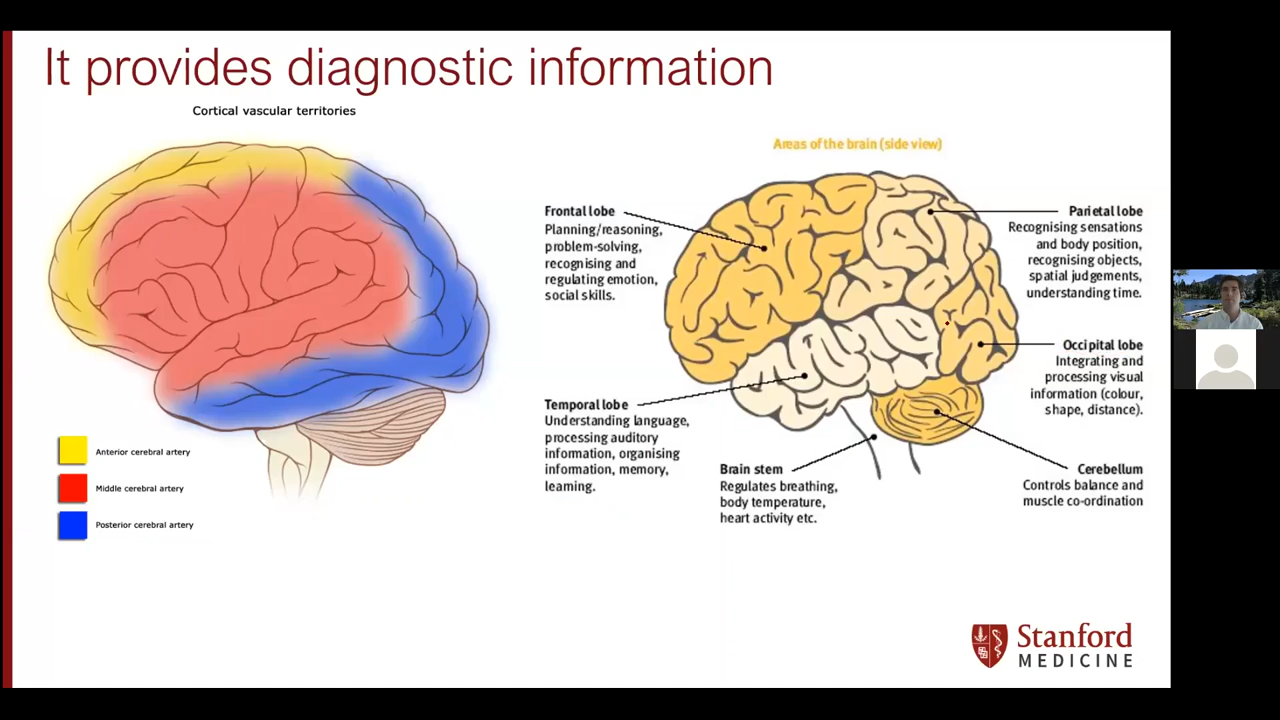 It provides diagnostic information
Cortical vascular territories
Anterior cerebral artery
Middle cerebral artery
Posterior cerebral artery
Areas of the brain (side view)
Frontal lobe
Planning/reasoning,
problem-solving,
recognising and
regulating emotion,
social skills.
Temporal lobe
Understanding language,
processing auditory
information, organising
information, memory,
learning.
Brain stem
Regulates breathing,
body temperature,
heart activity etc.
Parietal lobe
Recognising sensations
and body position,
recognising objects,
spatial judgements,
understanding time.
Occipital lobe
Integrating and
processing visual
information (colour,
shape, distance).
Cerebellum
Controls balance and
muscle co-ordination
Stanford
MEDICINE